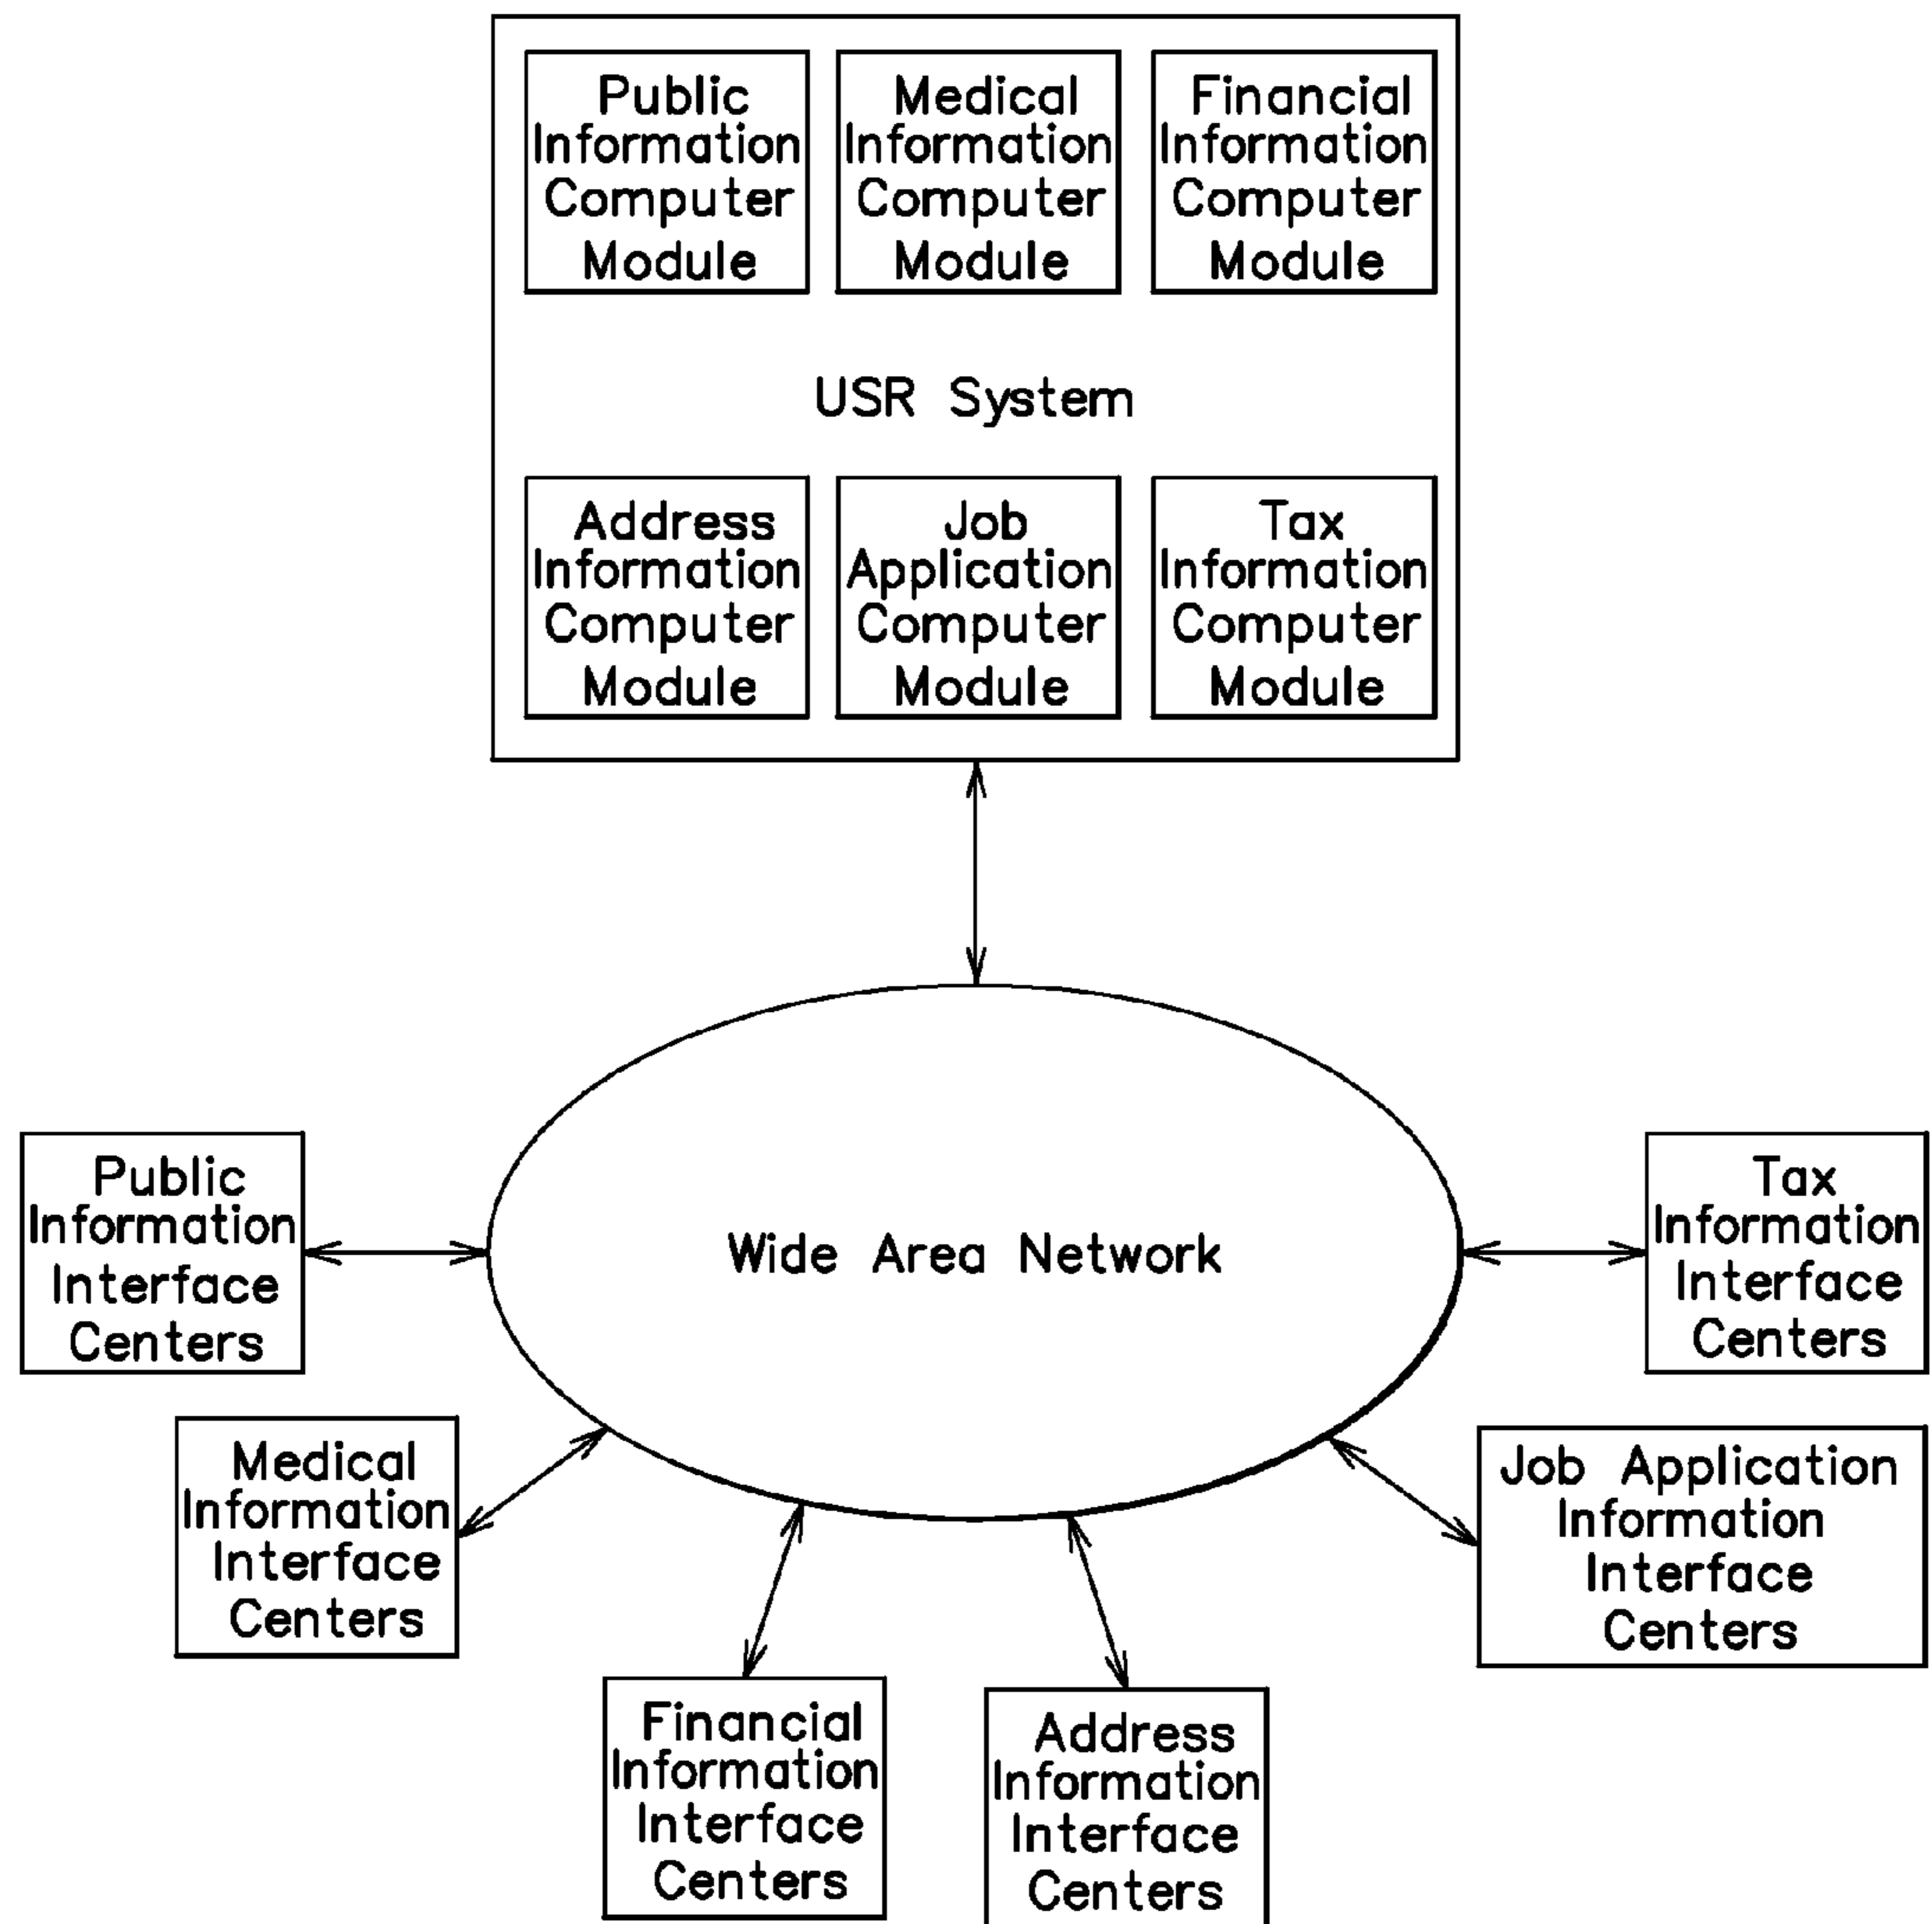 Public
Information
Computer
Module
Medical
Information
Computer
Module
Financial
Information
Computer
Module
USR System
Address
Information
Computer
Module
Job
Application
Computer
Module
Tax
Information
Computer
Module
Wide Area Network
Public
Information
Interface
Centers
Tax
Information
Interface
Centers
Medical
Information
Interface
Centers
Job Application
Information
Interface
Centers
Financial
Information
Interface
Centers
Address
Information
Interface
Centers